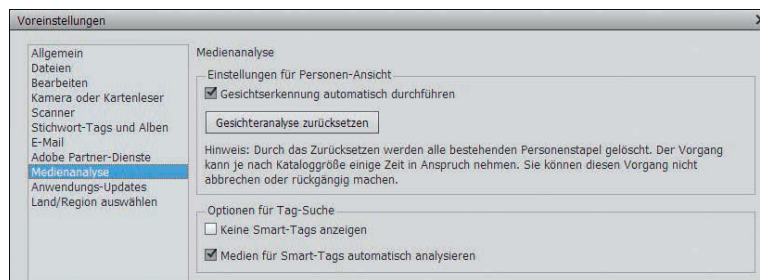 Voreinstellungen
Allgemein
Dateien
Bearbeiten
Kamera oder Kartenleser
Scanner
Stichwort-Tags und Alben
E-Mail
Adobe Partner-Dienste
Medienanalyse
Anwendungs-Updates
Land/Region auswählen
Medienanalyse
Einstellungen für Personen-Ansicht
Gesichtserkennung automatisch durchführen
Gesichteranalyse zurücksetzen
Hinweis: Durch das Zurücksetzen werden alle bestehenden Personenstapel gelöscht. Der Vorgang
kann je nach Kataloggröße einige Zeit in Anspruch nehmen. Sie können diesen Vorgang nicht
abbrechen oder rückgängig machen.
Optionen für Tag-Suche
Keine Smart-Tags anzeigen
Medien für Smart-Tags automatisch analysieren